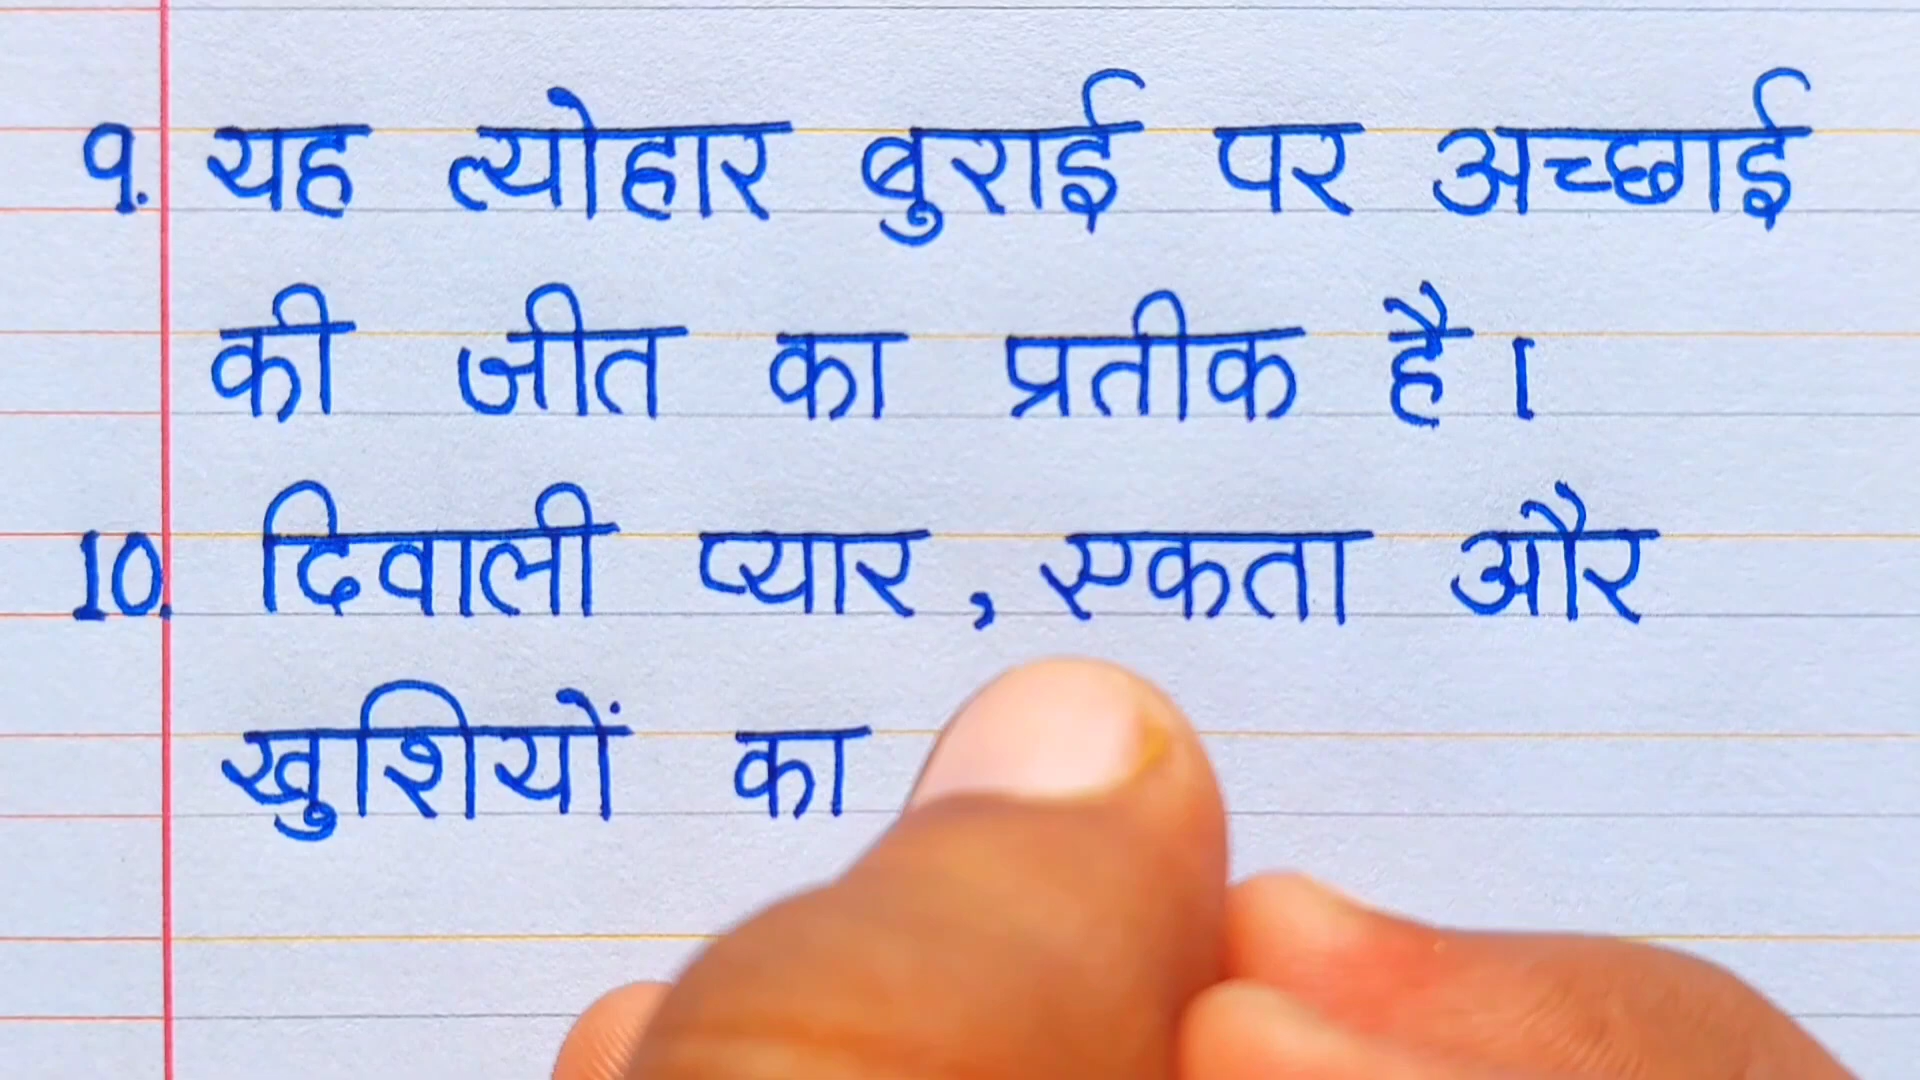 9. यह त्योहार बुराई पर अच्छाई
की जीत का प्रतीक है।
10. दिवाली प्यार, एकता और
खुशियों का